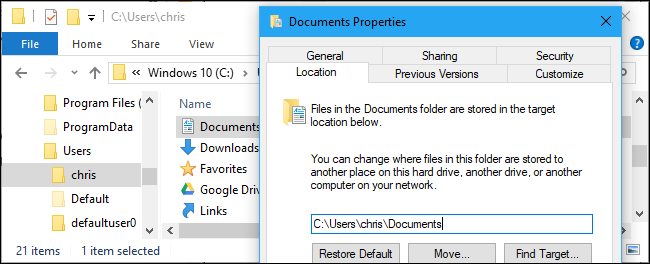 C:\Users\chris
File
Home
Windows 10 (C:)
Program Files (
ProgramData
Users
chris
Default
defaultuser0
Name
Documents
Downloads
Favorites
Google Driv
Links
21 items 1 item selected
Documents Properties
General Sharing Security
Location Previous Versions Customize
Files in the Documents folder are stored in the target
location below.
You can change where files in this folder are stored to
another place on this hard drive, another drive, or another
computer on your network.
C:\Users\chris\Documents
Restore Default Move... Find Target...